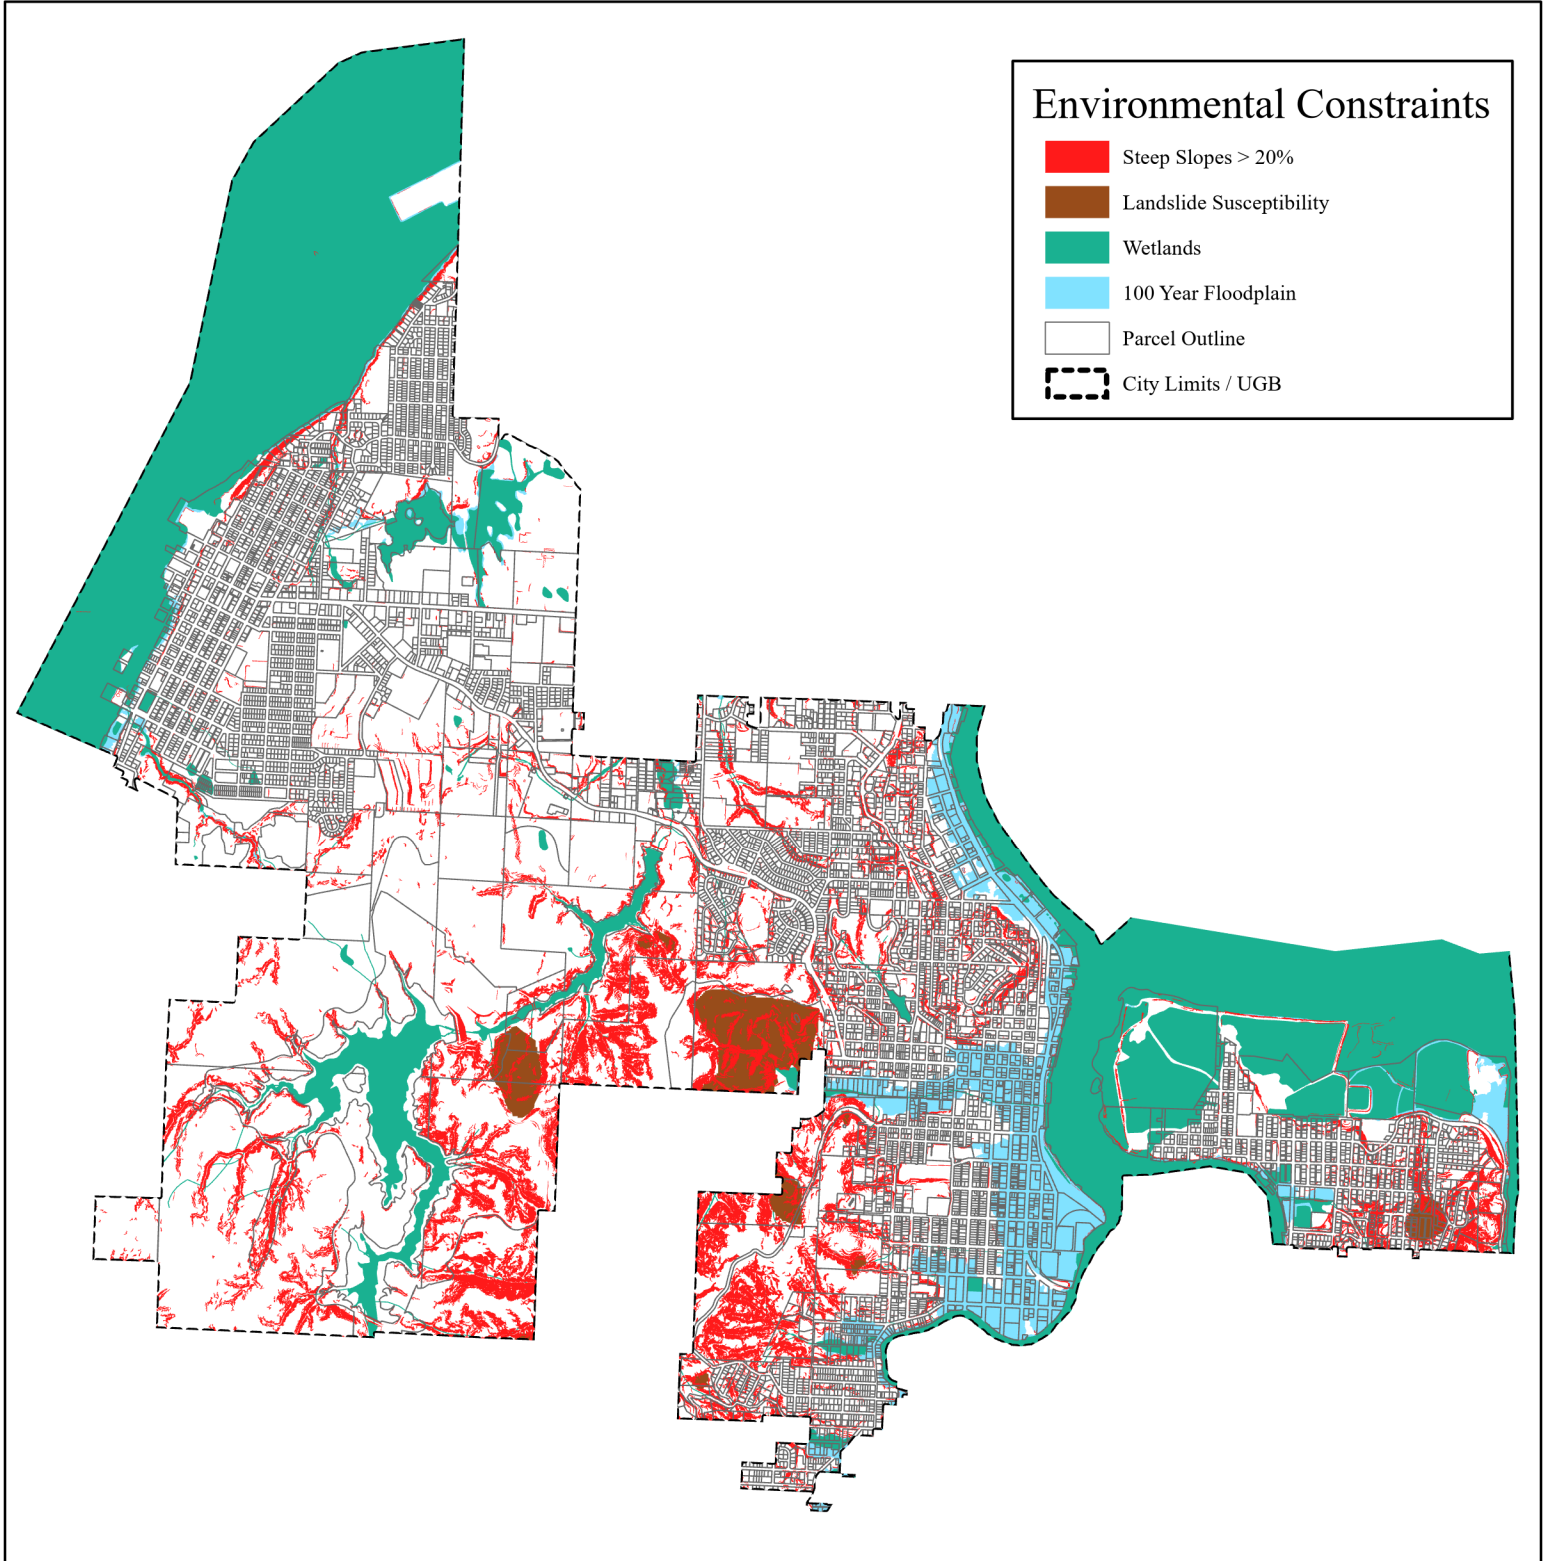 Environmental Constraints
Steep Slopes > 20%
Landslide Susceptibility
Wetlands
100 Year Floodplain
Parcel Outline
City Limits / UGB